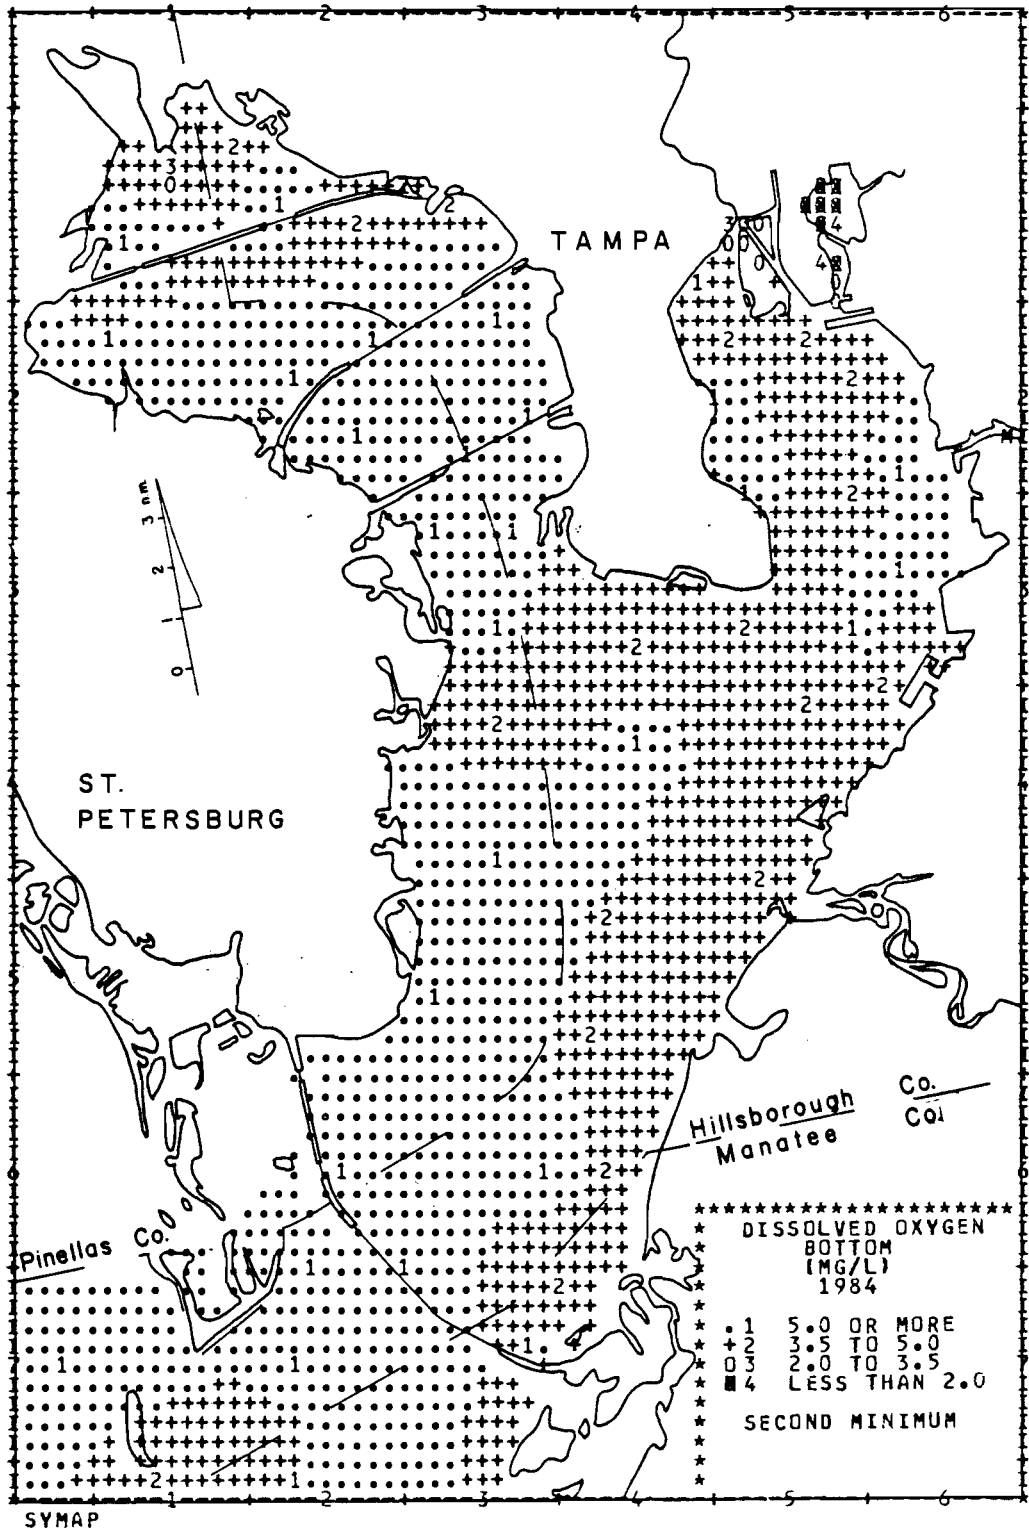 TAMPA
3 nm
2
1
0
ST.
PETERSBURG
Hillsborough Co.
Manatee Co.
Pinellas Co.
DISSOLVED OXYGEN
BOTTOM
(MG/L)
1984
.1 5.0 OR MORE
+2 3.5 TO 5.0
O3 2.0 TO 3.5
■4 LESS THAN 2.0
SECOND MINIMUM
SYMAP